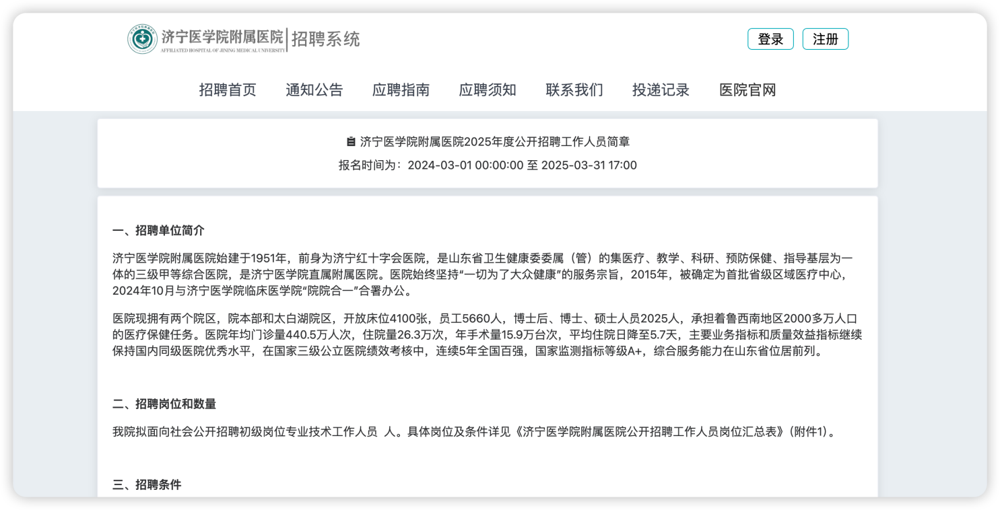 济宁医学院附属医院 招聘系统
AFFILIATED HOSPITAL OF JINING MEDICAL UNIVERSITY
登录 注册
招聘首页 通知公告 应聘指南 应聘须知 联系我们 投递记录 医院官网
济宁医学院附属医院2025年度公开招聘工作人员简章
报名时间为：2024-03-01 00:00:00 至 2025-03-31 17:00
一、招聘单位简介
济宁医学院附属医院始建于1951年，前身为济宁红十字会医院，是山东省卫生健康委委属（管）的集医疗、教学、科研、预防保健、指导基层为一
体的三级甲等综合医院，是济宁医学院直属附属医院。医院始终坚持“一切为了大众健康”的服务宗旨，2015年，被确定为首批省级区域医疗中心，
2024年10月与济宁医学院临床医学院“院院合一”合署办公。
医院现拥有两个院区，院本部和太白湖院区，开放床位4100张，员工5660人，博士后、博士、硕士人员2025人，承担着鲁西南地区2000多万人口
的医疗保健任务。医院年均门诊量440.5万人次，住院量26.3万次，年手术量15.9万台次，平均住院日降至5.7天，主要业务指标和质量效益指标继续
保持国内同级医院优秀水平，在国家三级公立医院绩效考核中，连续5年全国百强，国家监测指标等级A+，综合服务能力在山东省位居前列。
二、招聘岗位和数量
我院拟面向社会公开招聘初级岗位专业技术工作人员 人。具体岗位及条件详见《济宁医学院附属医院公开招聘工作人员岗位汇总表》（附件1）。
三、招聘条件